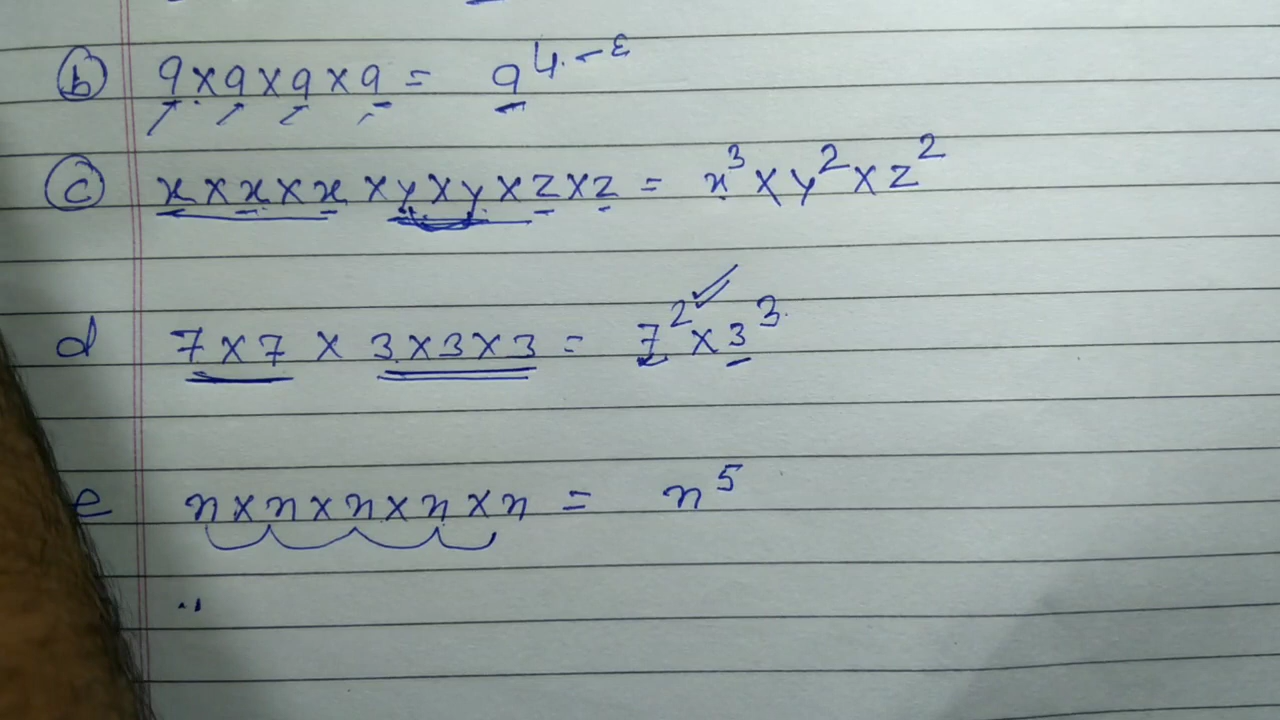 b 9×9×9×9 = 9⁴·–ε
c x×x×x×y×y×z×z = x³×y²×z²
d 7×7 × 3×3×3 = 7²×3³
e n×n×n×n×n = n⁵